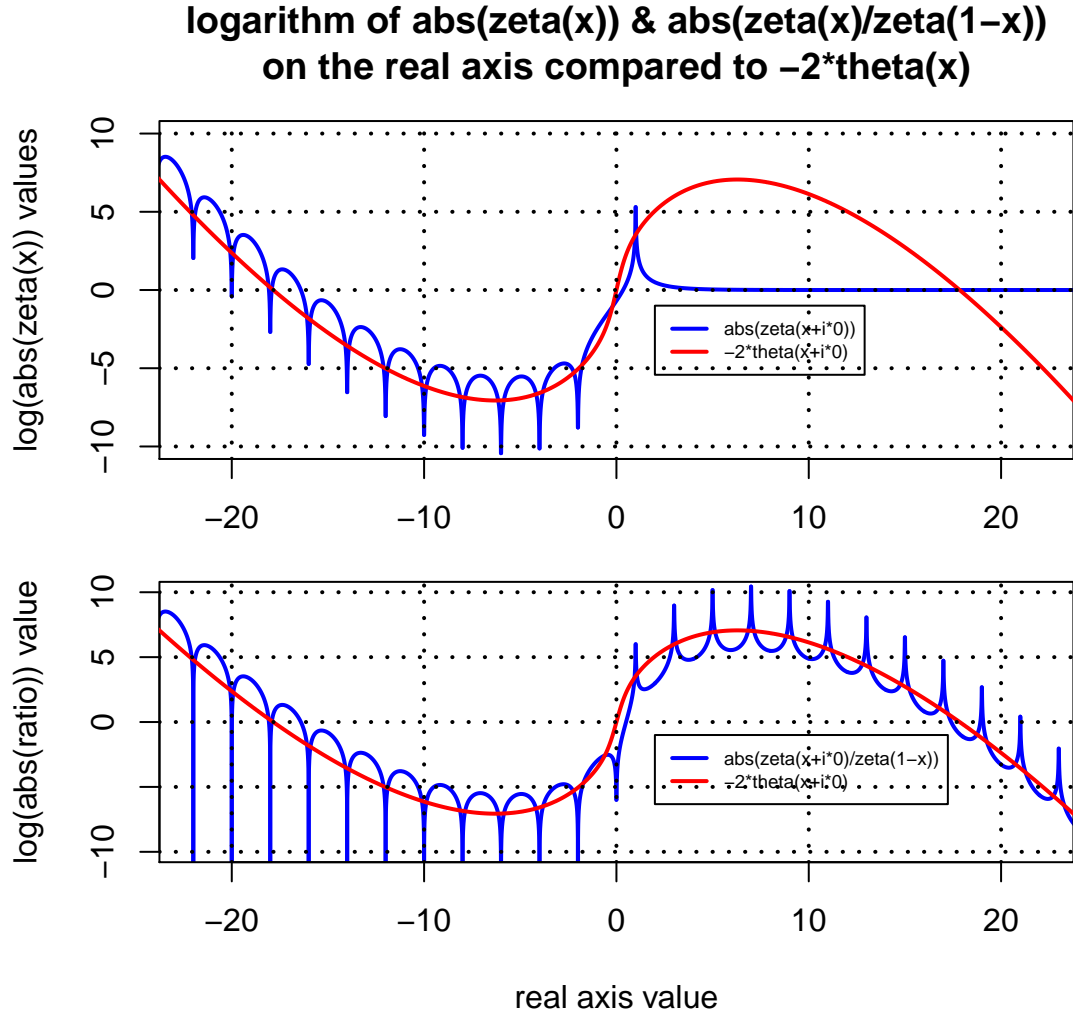 logarithm of abs(zeta(x)) & abs(zeta(x)/zeta(1−x))
on the real axis compared to −2*theta(x)
log(abs(zeta(x)) values
10
5
0
−5
−10
abs(zeta(x+i*0))
−2*theta(x+i*0)
−20
−10
0
10
20
log(abs(ratio)) value
10
5
0
−10
abs(zeta(x+i*0)/zeta(1−x))
−2*theta(x+i*0)
−20
−10
0
10
20
real axis value